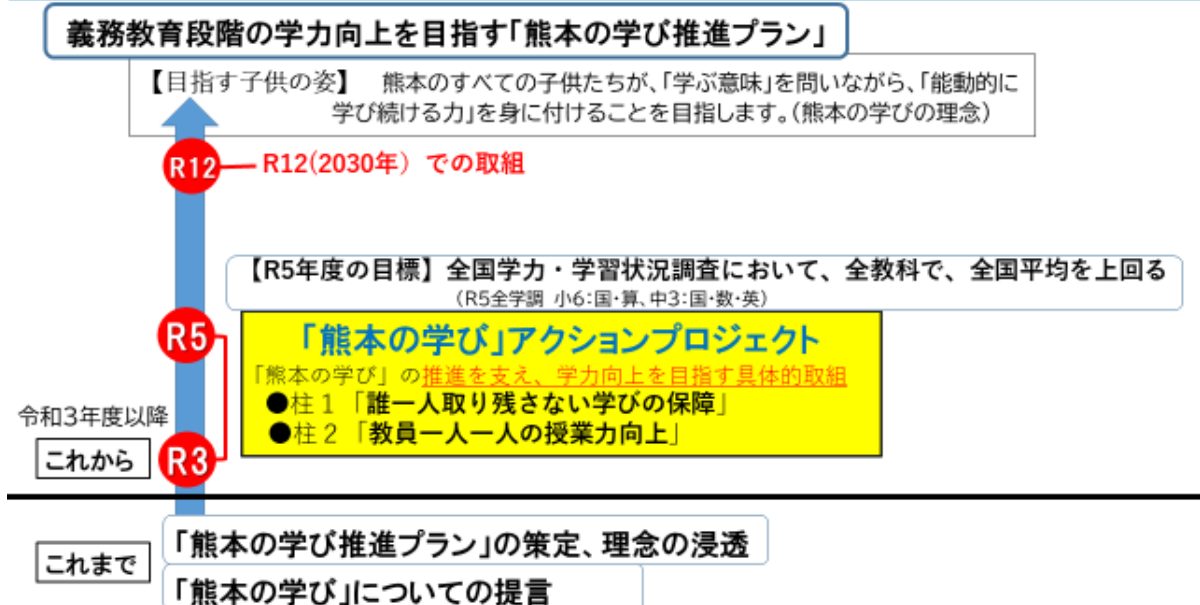 義務教育段階の学力向上を目指す「熊本の学び推進プラン」
【目指す子供の姿】 熊本のすべての子供たちが、「学ぶ意味」を問いながら、「能動的に
学び続ける力」を身に付けることを目指します。(熊本の学びの理念)
R12
R12(2030年) での取組
【R5年度の目標】全国学力・学習状況調査において、全教科で、全国平均を上回る
(R5全学調 小6:国・算、中3:国・数・英)
R5
「熊本の学び」アクションプロジェクト
「熊本の学び」の推進を支え、学力向上を目指す具体的取組
●柱1「誰一人取り残さない学びの保障」
●柱2「教員一人一人の授業力向上」
令和3年度以降
これから
R3
これまで
「熊本の学び推進プラン」の策定、理念の浸透
「熊本の学び」についての提言